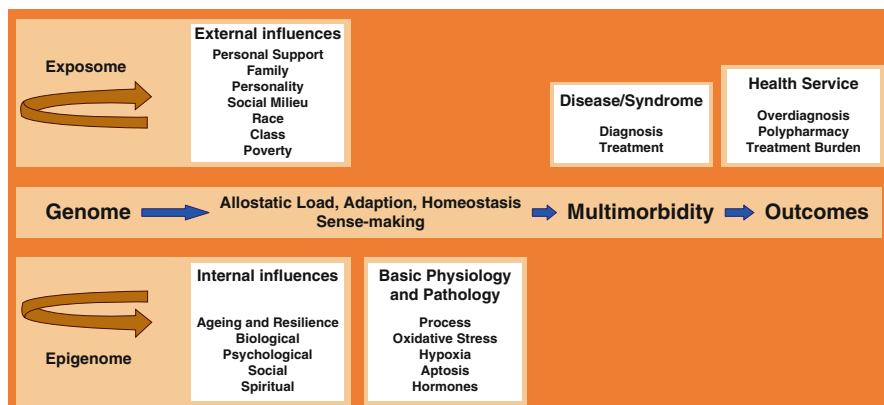 Exposome
External influences
Personal Support
Family
Personality
Social Milieu
Race
Class
Poverty
Disease/Syndrome
Diagnosis
Treatment
Health Service
Overdiagnosis
Polypharmacy
Treatment Burden
Genome
Allostatic Load, Adaption, Homeostasis
Sense-making
Multimorbidity
Outcomes
Epigenome
Internal influences
Ageing and Resilience
Biological
Psychological
Social
Spiritual
Basic Physiology
and Pathology
Process
Oxidative Stress
Hypoxia
Aptosis
Hormones